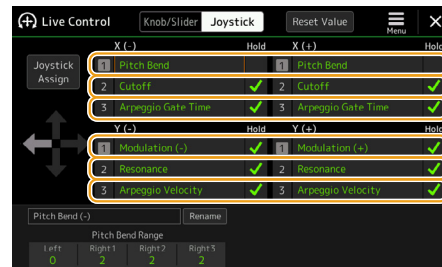 Live Control Knob/Slider Joystick Reset Value Menu
X (-) Hold X (+) Hold
Joystick Assign
1 Pitch Bend 1 Pitch Bend
2 Cutoff 2 Cutoff
3 Arpeggio Gate Time 3 Arpeggio Gate Time
Y (-) Hold Y (+) Hold
1 Modulation (-) 1 Modulation (+)
2 Resonance 2 Resonance
3 Arpeggio Velocity 3 Arpeggio Velocity
Pitch Bend (-) Rename
Pitch Bend Range
Left Right1 Right2 Right3
0 2 2 2